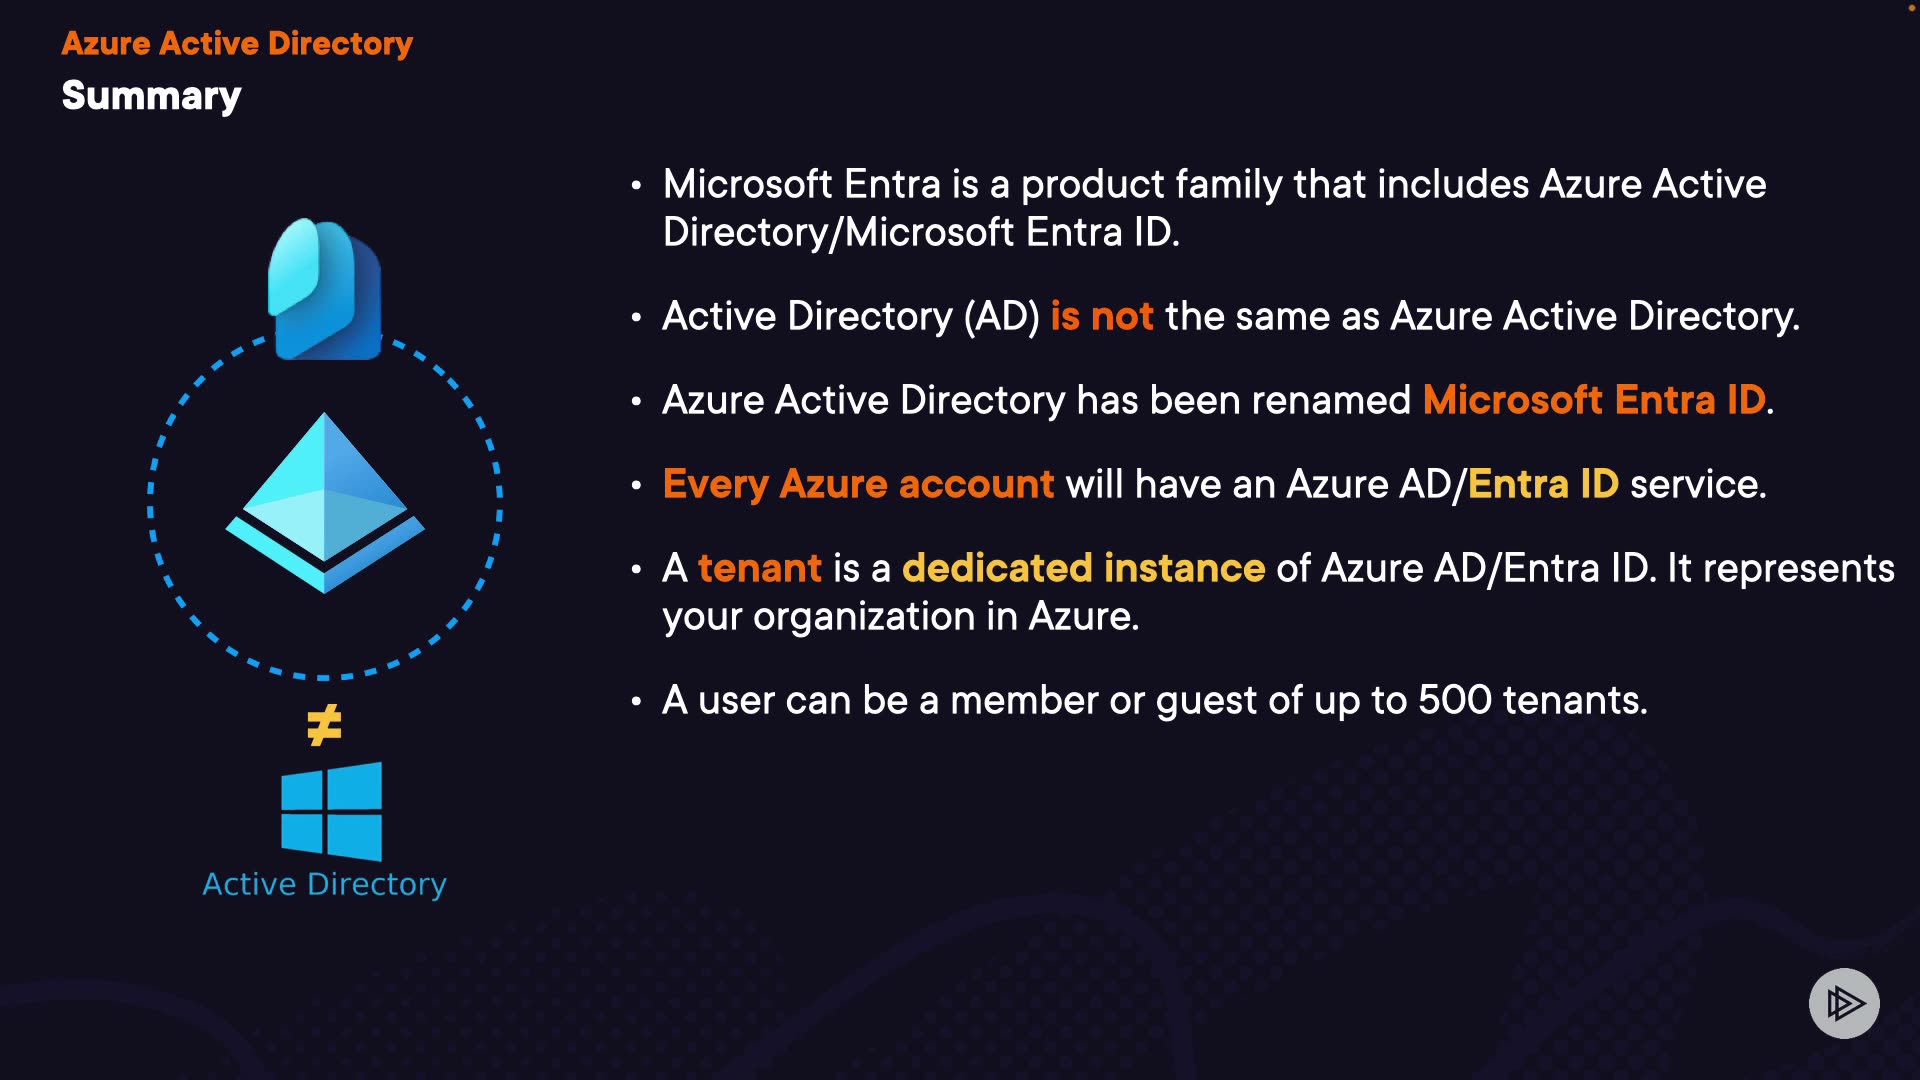 Azure Active Directory
Summary
• Microsoft Entra is a product family that includes Azure Active
Directory/Microsoft Entra ID.
• Active Directory (AD) is not the same as Azure Active Directory.
• Azure Active Directory has been renamed Microsoft Entra ID.
• Every Azure account will have an Azure AD/Entra ID service.
• A tenant is a dedicated instance of Azure AD/Entra ID. It represents
your organization in Azure.
• A user can be a member or guest of up to 500 tenants.
≠
Active Directory